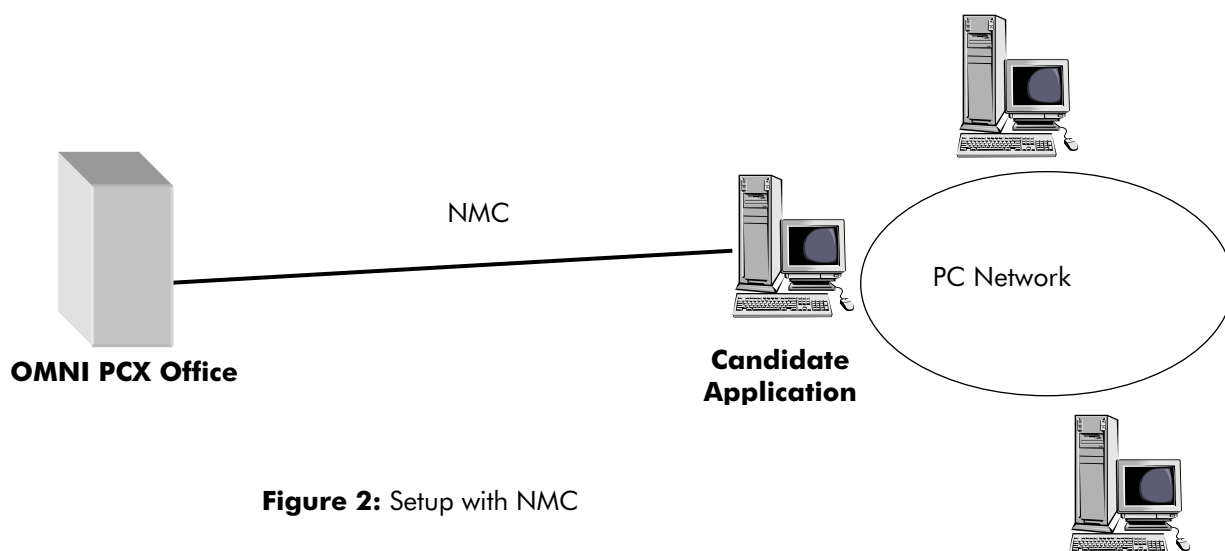 NMC
PC Network
OMNI PCX Office
Candidate
Application
Figure 2: Setup with NMC